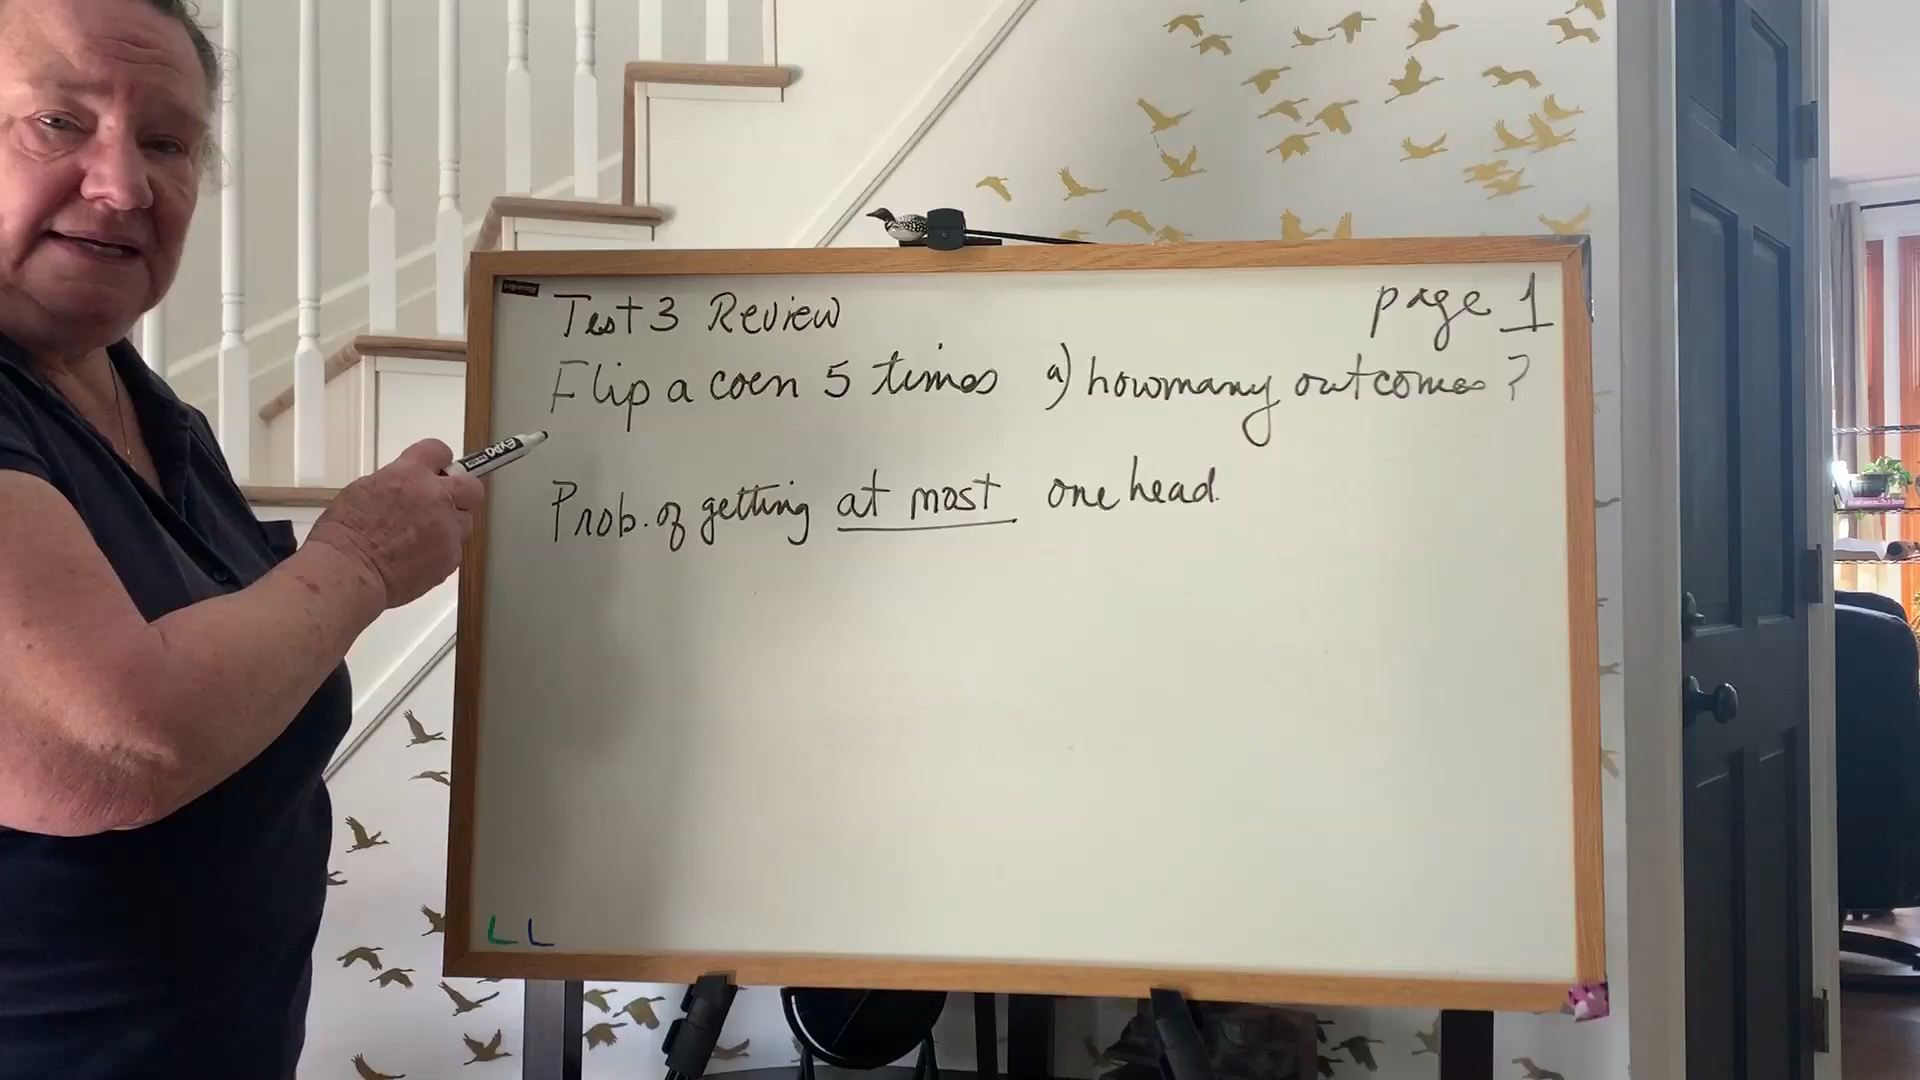 Test 3 Review page 1
Flip a coin 5 times a) how many outcomes?
Prob. of getting at most one head.
EXPO
L L